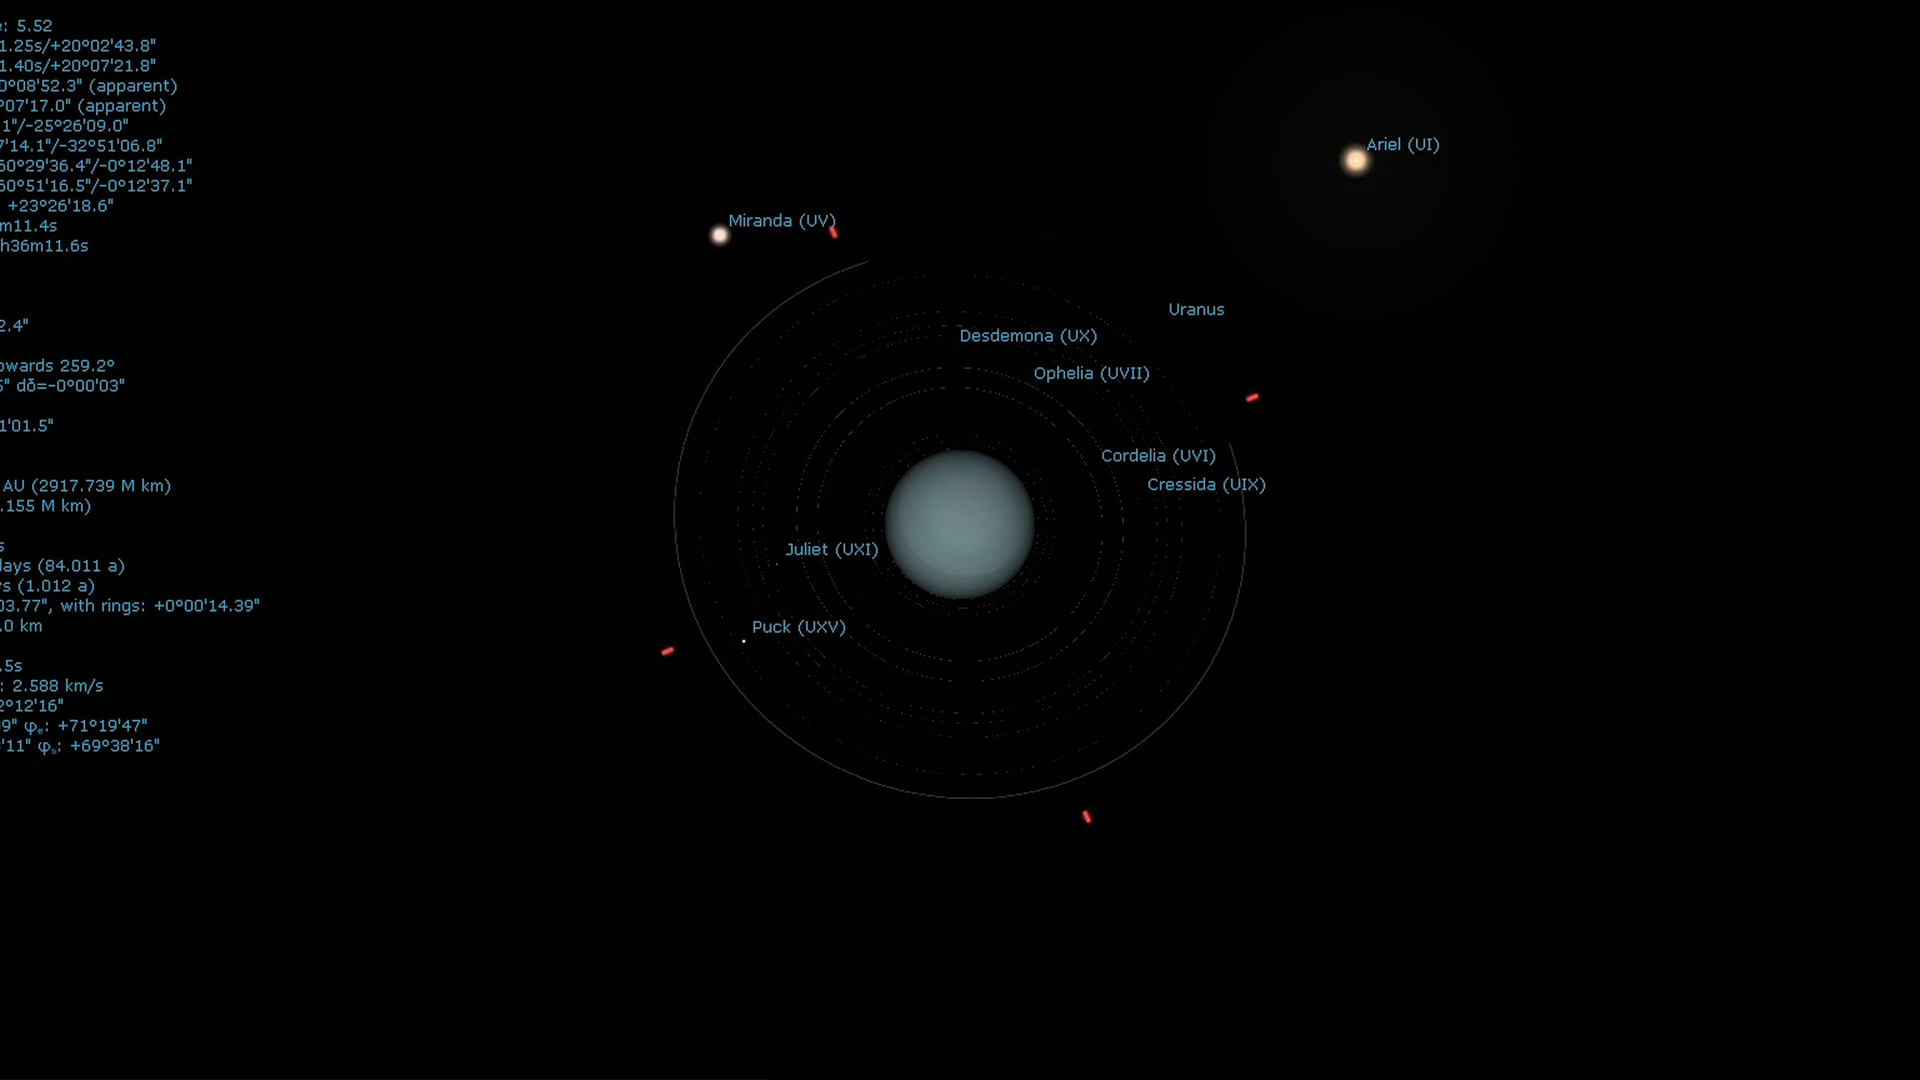 : 5.52
1.25s/+20°02'43.8"
1.40s/+20°07'21.8"
0°08'52.3" (apparent)
°07'17.0" (apparent)
1"/-25°26'09.0"
'14.1"/-32°51'06.8"
60°29'36.4"/-0°12'48.1"
60°51'16.5"/-0°12'37.1"
+23°26'18.6"
m11.4s
h36m11.6s
2.4"
owards 259.2°
" dδ=-0°00'03"
1'01.5"
AU (2917.739 M km)
.155 M km)
s
days (84.011 a)
s (1.012 a)
03.77", with rings: +0°00'14.39"
.0 km
.5s
: 2.588 km/s
2°12'16"
9" φₑ: +71°19'47"
'11" φₛ: +69°38'16"
Ariel (UI)
Miranda (UV)
Uranus
Desdemona (UX)
Ophelia (UVII)
Cordelia (UVI)
Cressida (UIX)
Juliet (UXI)
Puck (UXV)